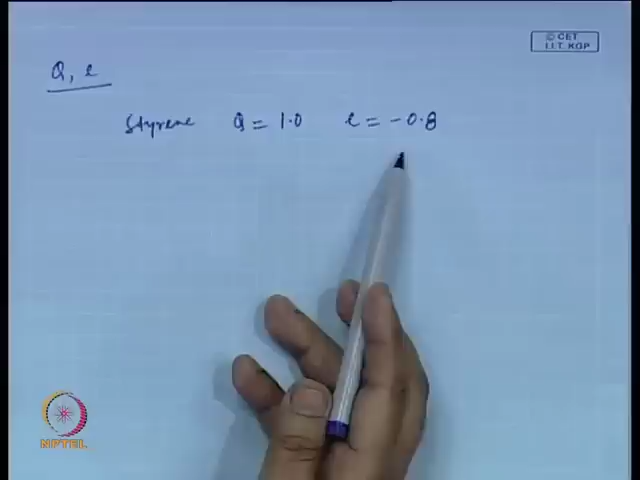 Q, e
© CET
I.I.T. KGP
Styrene Q = 1.0 e = -0.8
NPTEL